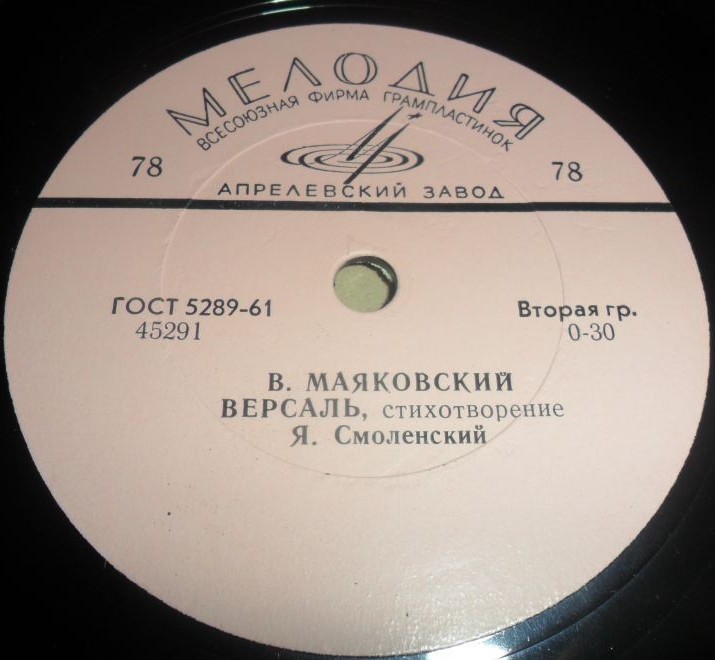 МЕЛОДИЯ
ВСЕСОЮЗНАЯ ФИРМА ГРАМПЛАСТИНОК
78
78
АПРЕЛЕВСКИЙ ЗАВОД
ГОСТ 5289-61
45291
Вторая гр.
0-30
В. МАЯКОВСКИЙ
ВЕРСАЛЬ, стихотворение
Я. Смоленский